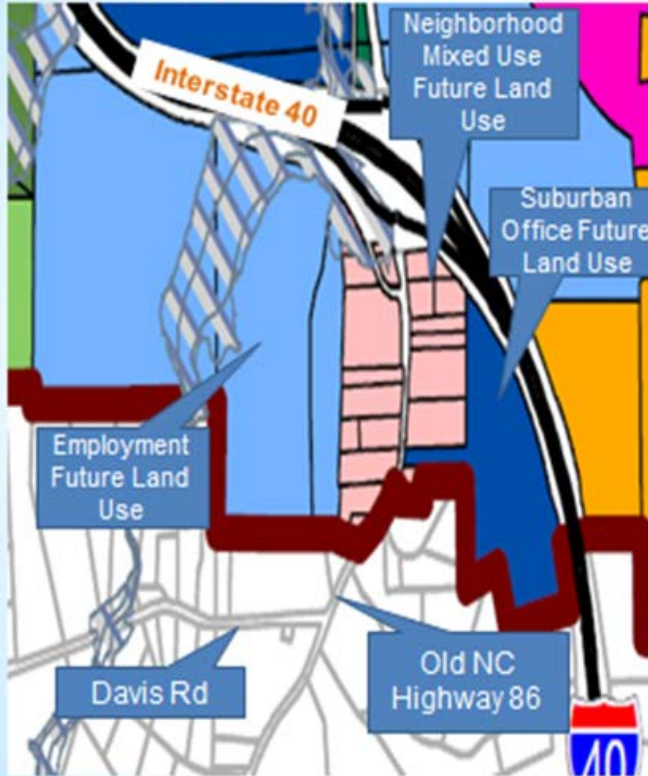 Neighborhood
Mixed Use
Future Land
Use
Interstate 40
Suburban
Office Future
Land Use
Employment
Future Land
Use
Davis Rd
Old NC
Highway 86
40